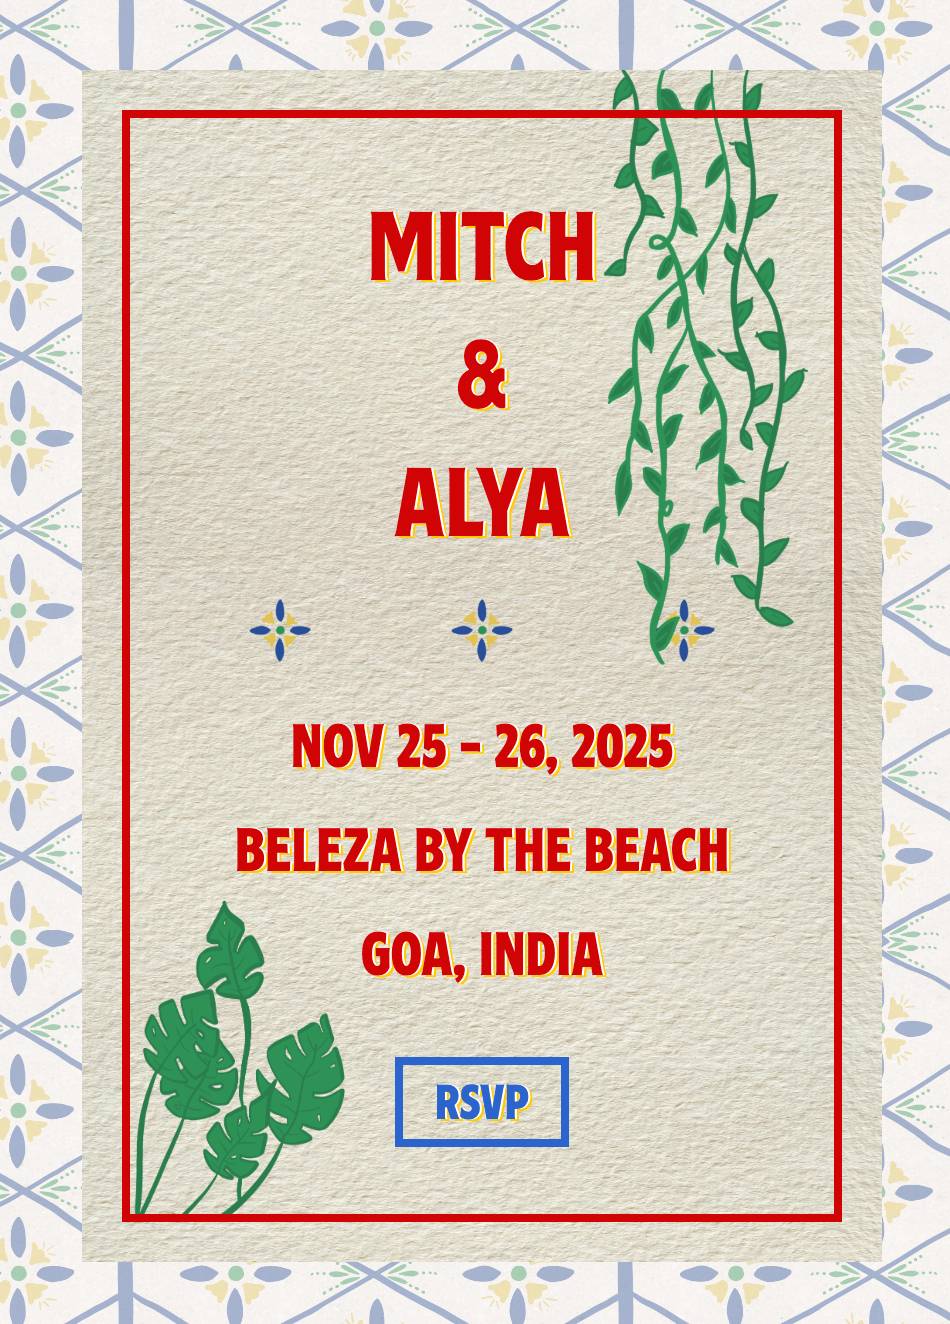 MITCH
&
ALYA
NOV 25 - 26, 2025
BELEZA BY THE BEACH
GOA, INDIA
RSVP